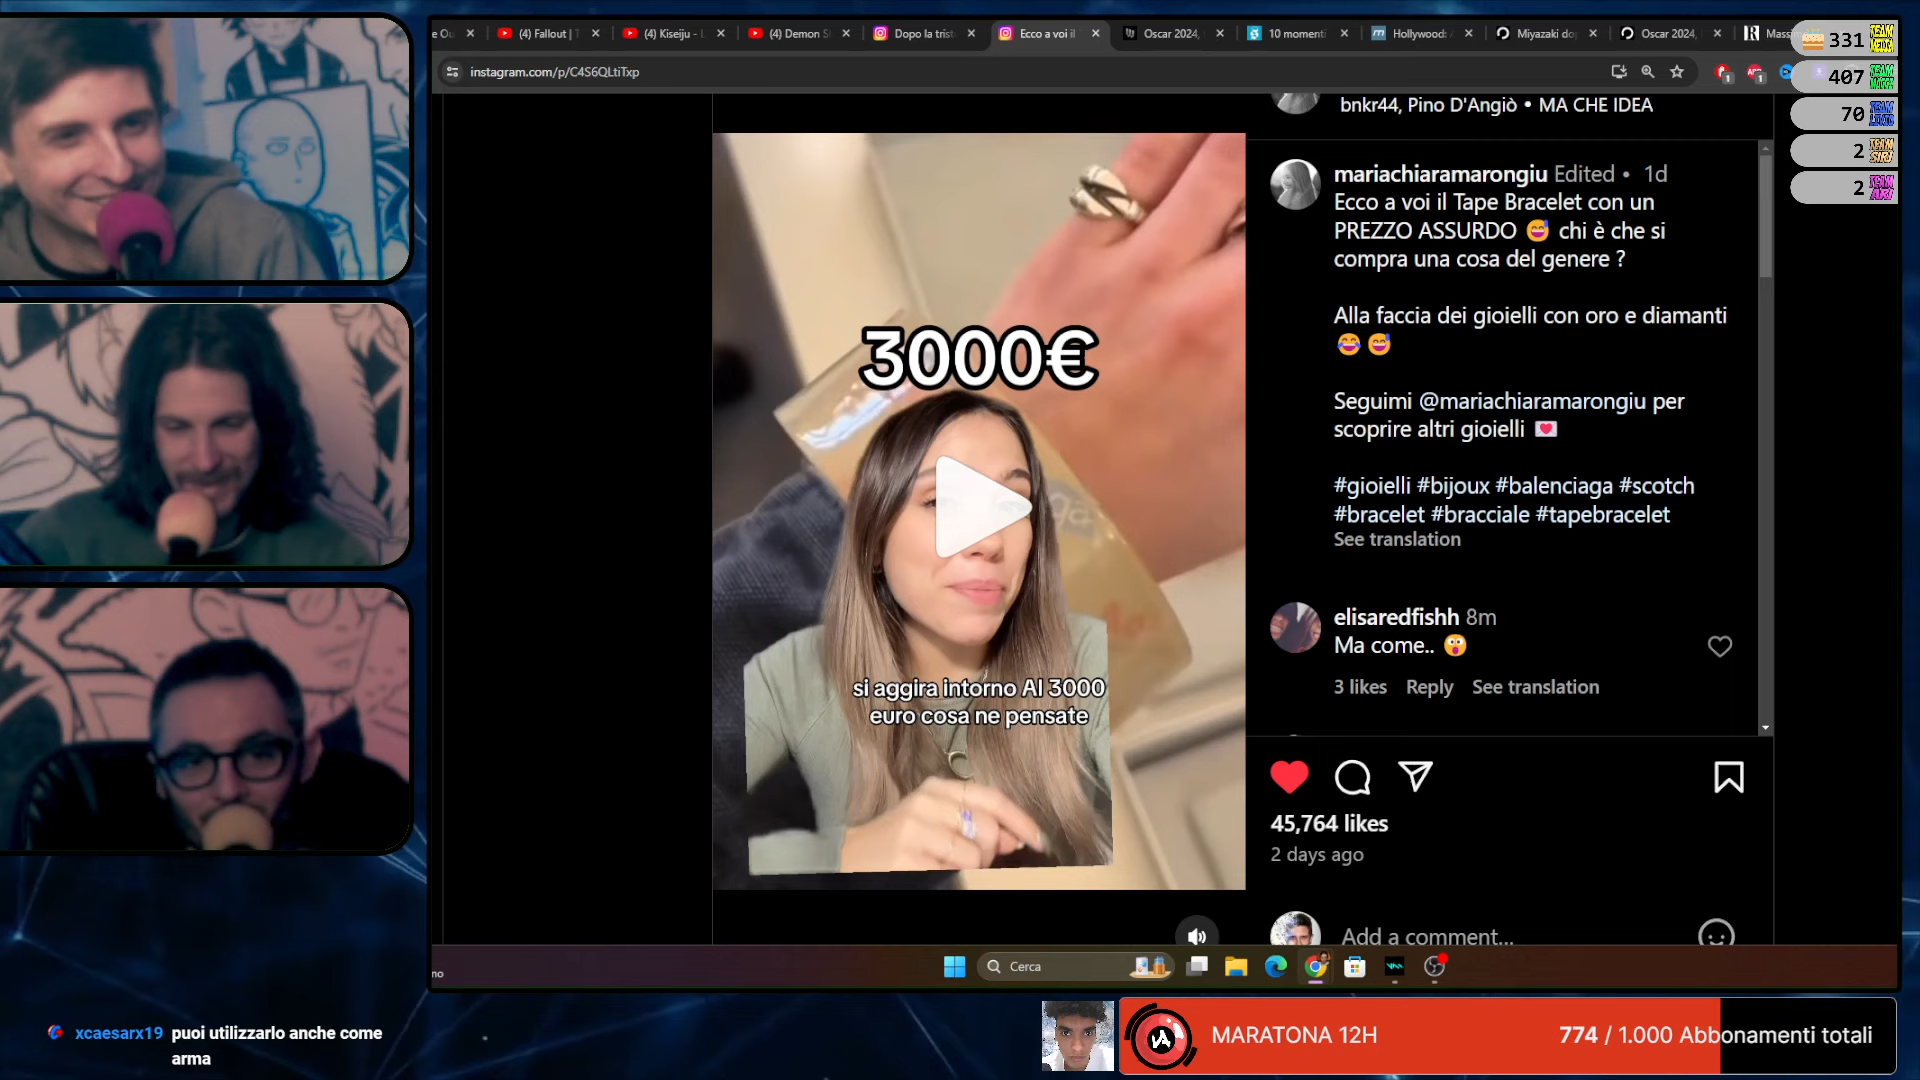 e Ou
(4) Fallout | T
(4) Kiseiju - L
(4) Demon S
Dopo la trist
Ecco a voi il
Oscar 2024,
10 momenti
Hollywood:
Miyazaki do
Oscar 2024,
Mass
instagram.com/p/C4S6QLtiTxp
331
407
70
2
2
bnkr44, Pino D'Angiò • MA CHE IDEA
mariachiaramarongiu Edited • 1d
Ecco a voi il Tape Bracelet con un
PREZZO ASSURDO 😅 chi è che si
compra una cosa del genere ?
Alla faccia dei gioielli con oro e diamanti
😂 😅
Seguimi @mariachiaramarongiu per
scoprire altri gioielli 💌
#gioielli #bijoux #balenciaga #scotch
#bracelet #bracciale #tapebracelet
See translation
elisaredfishh 8m
Ma come.. 😲
3 likes Reply See translation
3000€
si aggira intorno Al 3000
euro cosa ne pensate
45,764 likes
2 days ago
Add a comment...
no
Cerca
xcaesarx19 puoi utilizzarlo anche come
arma
MARATONA 12H
774 / 1.000 Abbonamenti totali